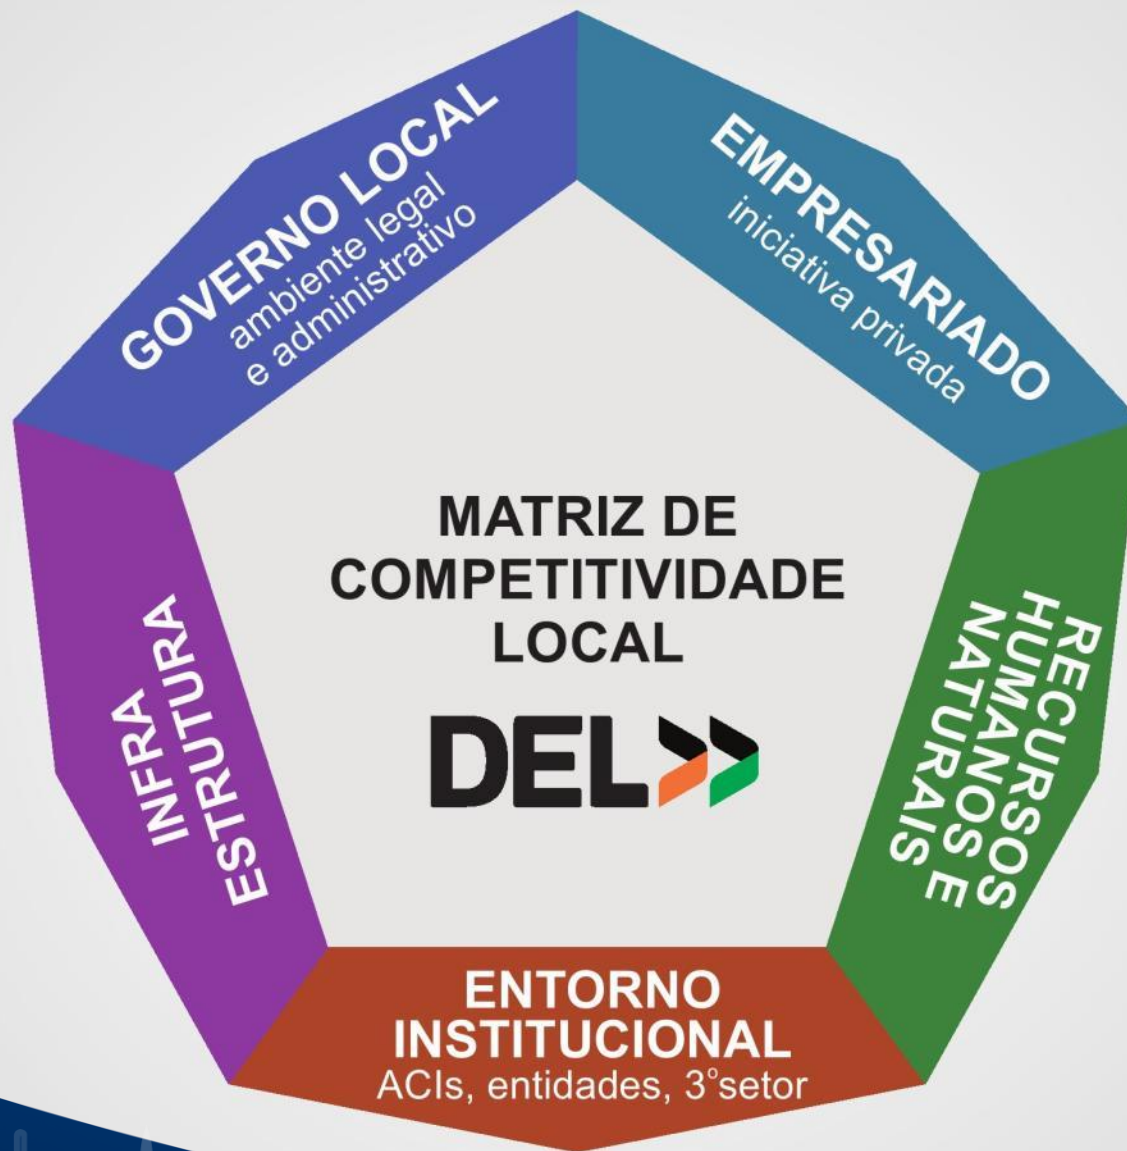 GOVERNO LOCAL
ambiente legal
e administrativo
EMPRESARIADO
iniciativa privada
MATRIZ DE
COMPETITIVIDADE
LOCAL
DEL
INFRA
ESTRUTURA
RECURSOS
HUMANOS E
NATURAIS
ENTORNO
INSTITUCIONAL
ACIs, entidades, 3°setor